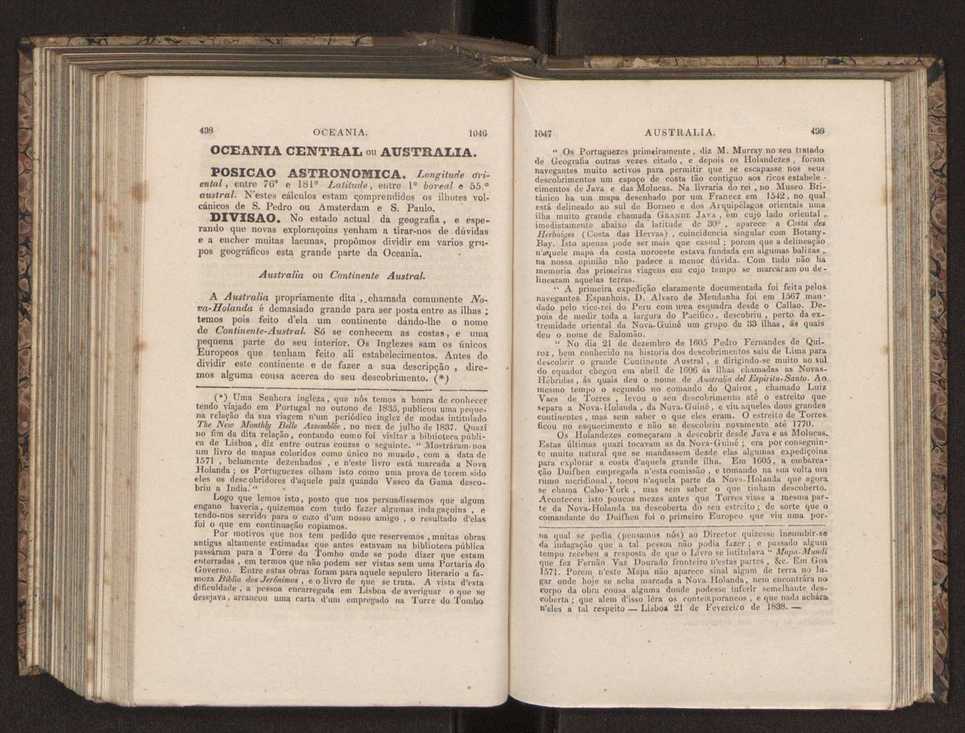 498 OCEANIA. 1046
OCEANIA CENTRAL ou AUSTRALIA.
POSICAO ASTRONOMICA. Longitude ori-
ental, entre 76° e 181° Latitude, entre 1° boreal e 55.°
austral. N'estes cálculos estam comprendidos os ilhotes vol-
cánicos de S. Pedro ou Amsterdam e S. Paulo.
DIVISAO. No estado actual da geografia, e espe-
rando que novas exploraçoins venham a tirar-nos de dúvidas
e a encher muitas lacunas, propômos dividir em varios gru-
pos geográficos esta grande parte da Oceania.
Australia ou Continente Austral.
A Australia propriamente dita, chamada comunente No-
va-Holanda é demasiado grande para ser posta entre as ilhas;
temos pois feito d'ela um continente dándo-lhe o nome
de Continente-Austral. Só se conhecem as costas, e uma
pequena parte do seu interior. Os Inglezes sam os únicos
Europeos que tenham feito ali estabelecimentos. Antes de
dividir este continente e de fazer a sua descripção, dire-
mos alguma cousa acerca do seu descobrimento. (*)
(*) Uma Senhora ingleza, que nós temos a honra de conhecer
tendo viajado em Portugal no outono de 1835, publicou uma peque-
na relação da sua viagem n'um periódico inglez de modas intitulado
The New Monthly Belle Assemblée, no mez de julho de 1837. Quazi
no fim da dita relação, contando como foi visitar a biblioteca públi-
ca de Lisboa, diz entre outras couzas o seguinte. “ Mostráram-nos
um livro de mapas coloridos como único no mundo, com a data de
1571, belamente dezenhados, e n'este livro está marcada a Nova
Holanda; os Portuguezes olham isto como uma prova de terem sido
eles os descobridores d'aquele paiz quando Vasco da Gama desco-
briu a India.“
Logo que lemos isto, posto que nos persuadissemos que algum
engano haveria, quizemos com tudo fazer algumas indagaçoins, e
tendo-nos servido para o cazo d'um nosso amigo, o resultado d'elas
foi o que em continuação copiamos.
Por motivos que nos tem pedido que reservemos, muitas obras
antigas altamente estimadas que antes estavam na biblioteca pública
passáram para a Torre do Tombo onde se pode dizer que estam
enterradas, em termos que não podem ser vistas sem uma Portaria do
Governo. Entre estas obras foram para aquele sepulcro literario a fa-
moza Biblia dos Jerónimos, e o livro de que se trata. A vista d'esta
dificuldade, a pessoa encarregada em Lisboa de averiguar o que se
desejava, arrancou uma carta d'um empregado na Torre do Tombo
1047 AUSTRALIA. 499
“ Os Portuguezes primeiramente, diz M. Murray no seu tratado
de Geografia outras vezes citado, e depois os Holandezes, foram
navegantes muito activos para permitir que se escapasse nos seus
descobrimentos um espaço de costa tão contiguo aos ricos estabele-
cimentos de Java e das Molucas. Na livraria do rei, no Museo Bri-
tánico ha um mapa desenhado por um Francez em 1542, no qual
está delineado ao sul de Borneo e dos Arquipélagos orientais uma
ilha muito grande chamada GRANDE JAVA, em cujo lado oriental,
imediatamente abaixo da latitude de 30°, aparece a Costa des
Herbaiges (Costa das Hervas), coincidencia singular com Botany-
Bay. Isto apenas pode ser mais que casual; porem que a delineação
n'aquele mapa da costa noroeste estava fundada em algumas balizas,
na nossa opinião não padece a menor dúvida. Com tudo não ha
memoria das primeiras viagens em cujo tempo se marcáram ou de-
linearam aquelas terras.
“ A primeira expedição claramente documentada foi feita pelos
navegantes Espanhois. D. Alvaro de Mendanha foi em 1567 man-
dado pelo vice-rei do Peru com uma esquadra desde o Callao. De-
pois de medir toda a largura do Pacifico, descobriu, perto da ex-
tremidade oriental da Nova-Guiné um grupo de 33 ilhas, ás quais
deu o nome de Salomão.
“ No dia 21 de dezembro de 1605 Pedro Fernandes de Qui-
roz, bem conhecido na historia dos descobrimentos saiu de Lima para
descobrir o grande Continente Austral, e dirigindo-se muito ao sul
do equador chegou em abril de 1606 ás ilhas chamadas as Novas-
Hébridas, ás quais deu o nome de Australia del Espiritu-Santo. Ao
mesmo tempo o segundo no comando do Quiroz, chamado Luiz
Vaes de Torres, levou o seu descobrimento até o estreito que
separa a Nova-Holanda, da Nova-Guiné, e viu aqueles dous grandes
continentes, mas sem saber o que eles eram. O estreito de Torres
ficou no esquecimento e não se descobriu novamente até 1770.
Os Holandezes começaram a descobrir desde Java e as Molucas.
Estas últimas quazi tocavam as da Nova-Guiné; era por conseguin-
te muito natural que se mandassem desde elas algumas expediçoins
para explorar a costa d'aquela grande ilha. Em 1605, a embarca-
ção Duifhen empregada n'esta comissão, e tomando na sua volta um
rumo meridional, tocou n'aquela parte da Nova-Holanda que agora
se chama Cabo-York, mas sem saber o que tinham descoberto.
Aconteceu isto poucos mezes antes que Torres visse a mesma par-
te da Nova-Holanda na descoberta do seu estreito; de sorte que o
comandante do Duifhen foi o primeiro Europeo que viu uma por-
na qual se pedia (pensamos nós) ao Director quizesse incumbir-se
da indagação que a tal pessoa não podia fazer; e passado algum
tempo recebeu a resposta de que o Livro se intitulava “ Mapa-Mundi
que fez Fernão Vaz Dourado fronteiro n'estas partes, &c. Em Goa
1571. Porem n'este Mapa não aparece sinal algum de terra no lu-
gar onde hoje se acha marcada a Nova Holanda, nem encontrára no
corpo da obra cousa alguma donde podesse inferir semelhante des-
coberta; que alem d'isso léra os contemporaneos, e que nada achára
n'eles a tal respeito — Lisboa 21 de Fevereiro de 1838. —